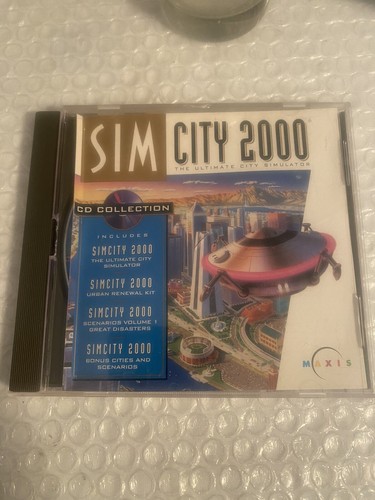 SIM CITY 2000
THE ULTIMATE CITY SIMULATOR
CD COLLECTION
INCLUDES
SIMCITY 2000
THE ULTIMATE CITY
SIMULATOR
SIMCITY 2000
URBAN RENEWAL KIT
SIMCITY 2000
SCENARIOS VOLUME 1
GREAT DISASTERS
SIMCITY 2000
BONUS CITIES AND
SCENARIOS
MAXIS